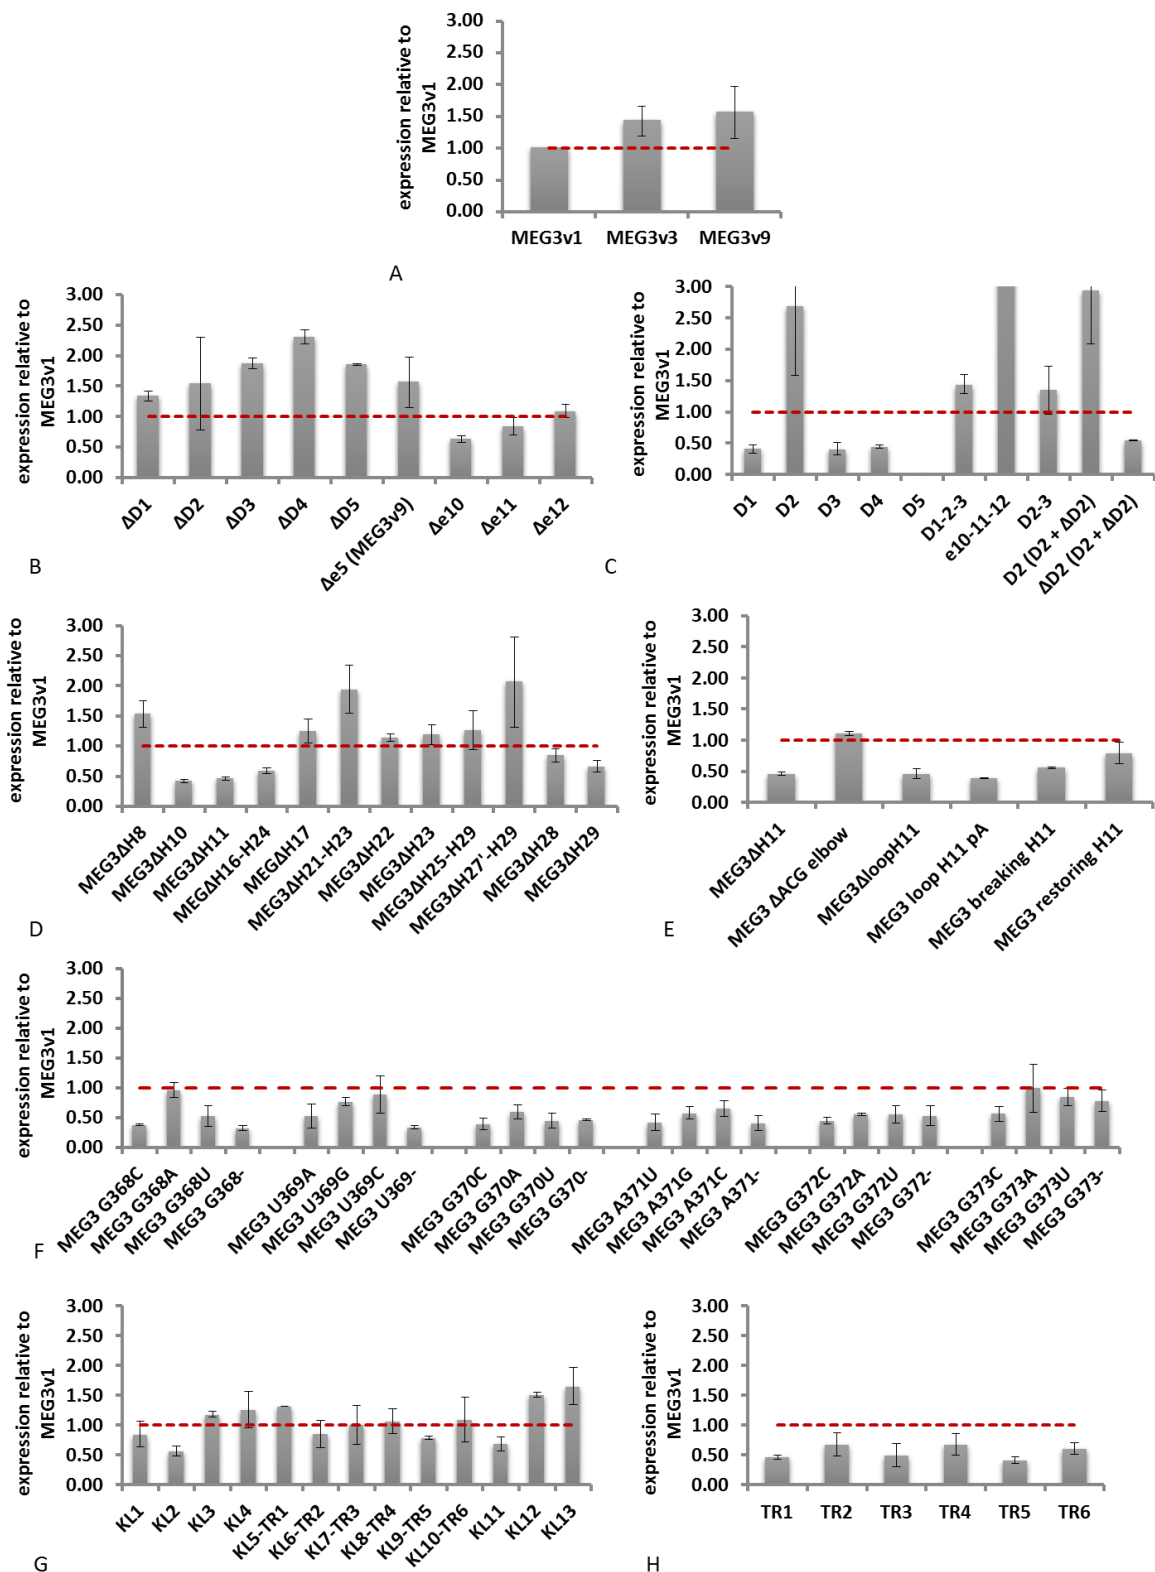 expression relative to
MEG3v1
3.00
2.50
2.00
1.50
1.00
0.50
0.00
MEG3v1
MEG3v3
MEG3v9
A
expression relative to
MEG3v1
3.00
2.50
2.00
1.50
1.00
0.50
0.00
ΔD1
ΔD2
ΔD3
ΔD4
ΔD5
Δe5 (MEG3v9)
Δe10
Δe11
Δe12
B
expression relative to
MEG3v1
3.00
2.50
2.00
1.50
1.00
0.50
0.00
D1
D2
D3
D4
D5
D1-2-3
e10-11-12
D2-3
D2 (D2 + ΔD2)
ΔD2 (D2 + ΔD2)
C
expression relative to
MEG3v1
3.00
2.50
2.00
1.50
1.00
0.50
0.00
MEG3ΔH8
MEG3ΔH10
MEG3ΔH11
MEGΔH16-H24
MEGΔH17
MEG3ΔH21-H23
MEG3ΔH22
MEG3ΔH23
MEG3ΔH25-H29
MEG3ΔH27'-H29
MEG3ΔH28
MEG3ΔH29
D
expression relative to
MEG3v1
3.00
2.50
2.00
1.50
1.00
0.50
0.00
MEG3ΔH11
MEG3 ΔACG elbow
MEG3ΔloopH11
MEG3 loop H11 pA
MEG3 breaking H11
MEG3 restoring H11
E
expression relative to
MEG3v1
3.00
2.50
2.00
1.50
1.00
0.50
0.00
MEG3 G368C
MEG3 G368A
MEG3 G368U
MEG3 G368-
MEG3 U369A
MEG3 U369G
MEG3 U369C
MEG3 U369-
MEG3 G370C
MEG3 G370A
MEG3 G370U
MEG3 G370-
MEG3 A371U
MEG3 A371G
MEG3 A371C
MEG3 A371-
MEG3 G372C
MEG3 G372A
MEG3 G372U
MEG3 G372-
MEG3 G373C
MEG3 G373A
MEG3 G373U
MEG3 G373-
F
expression relative to
MEG3v1
3.00
2.50
2.00
1.50
1.00
0.50
0.00
KL1
KL2
KL3
KL4
KL5-TR1
KL6-TR2
KL7-TR3
KL8-TR4
KL9-TR5
KL10-TR6
KL11
KL12
KL13
G
expression relative to
MEG3v1
3.00
2.50
2.00
1.50
1.00
0.50
0.00
TR1
TR2
TR3
TR4
TR5
TR6
H